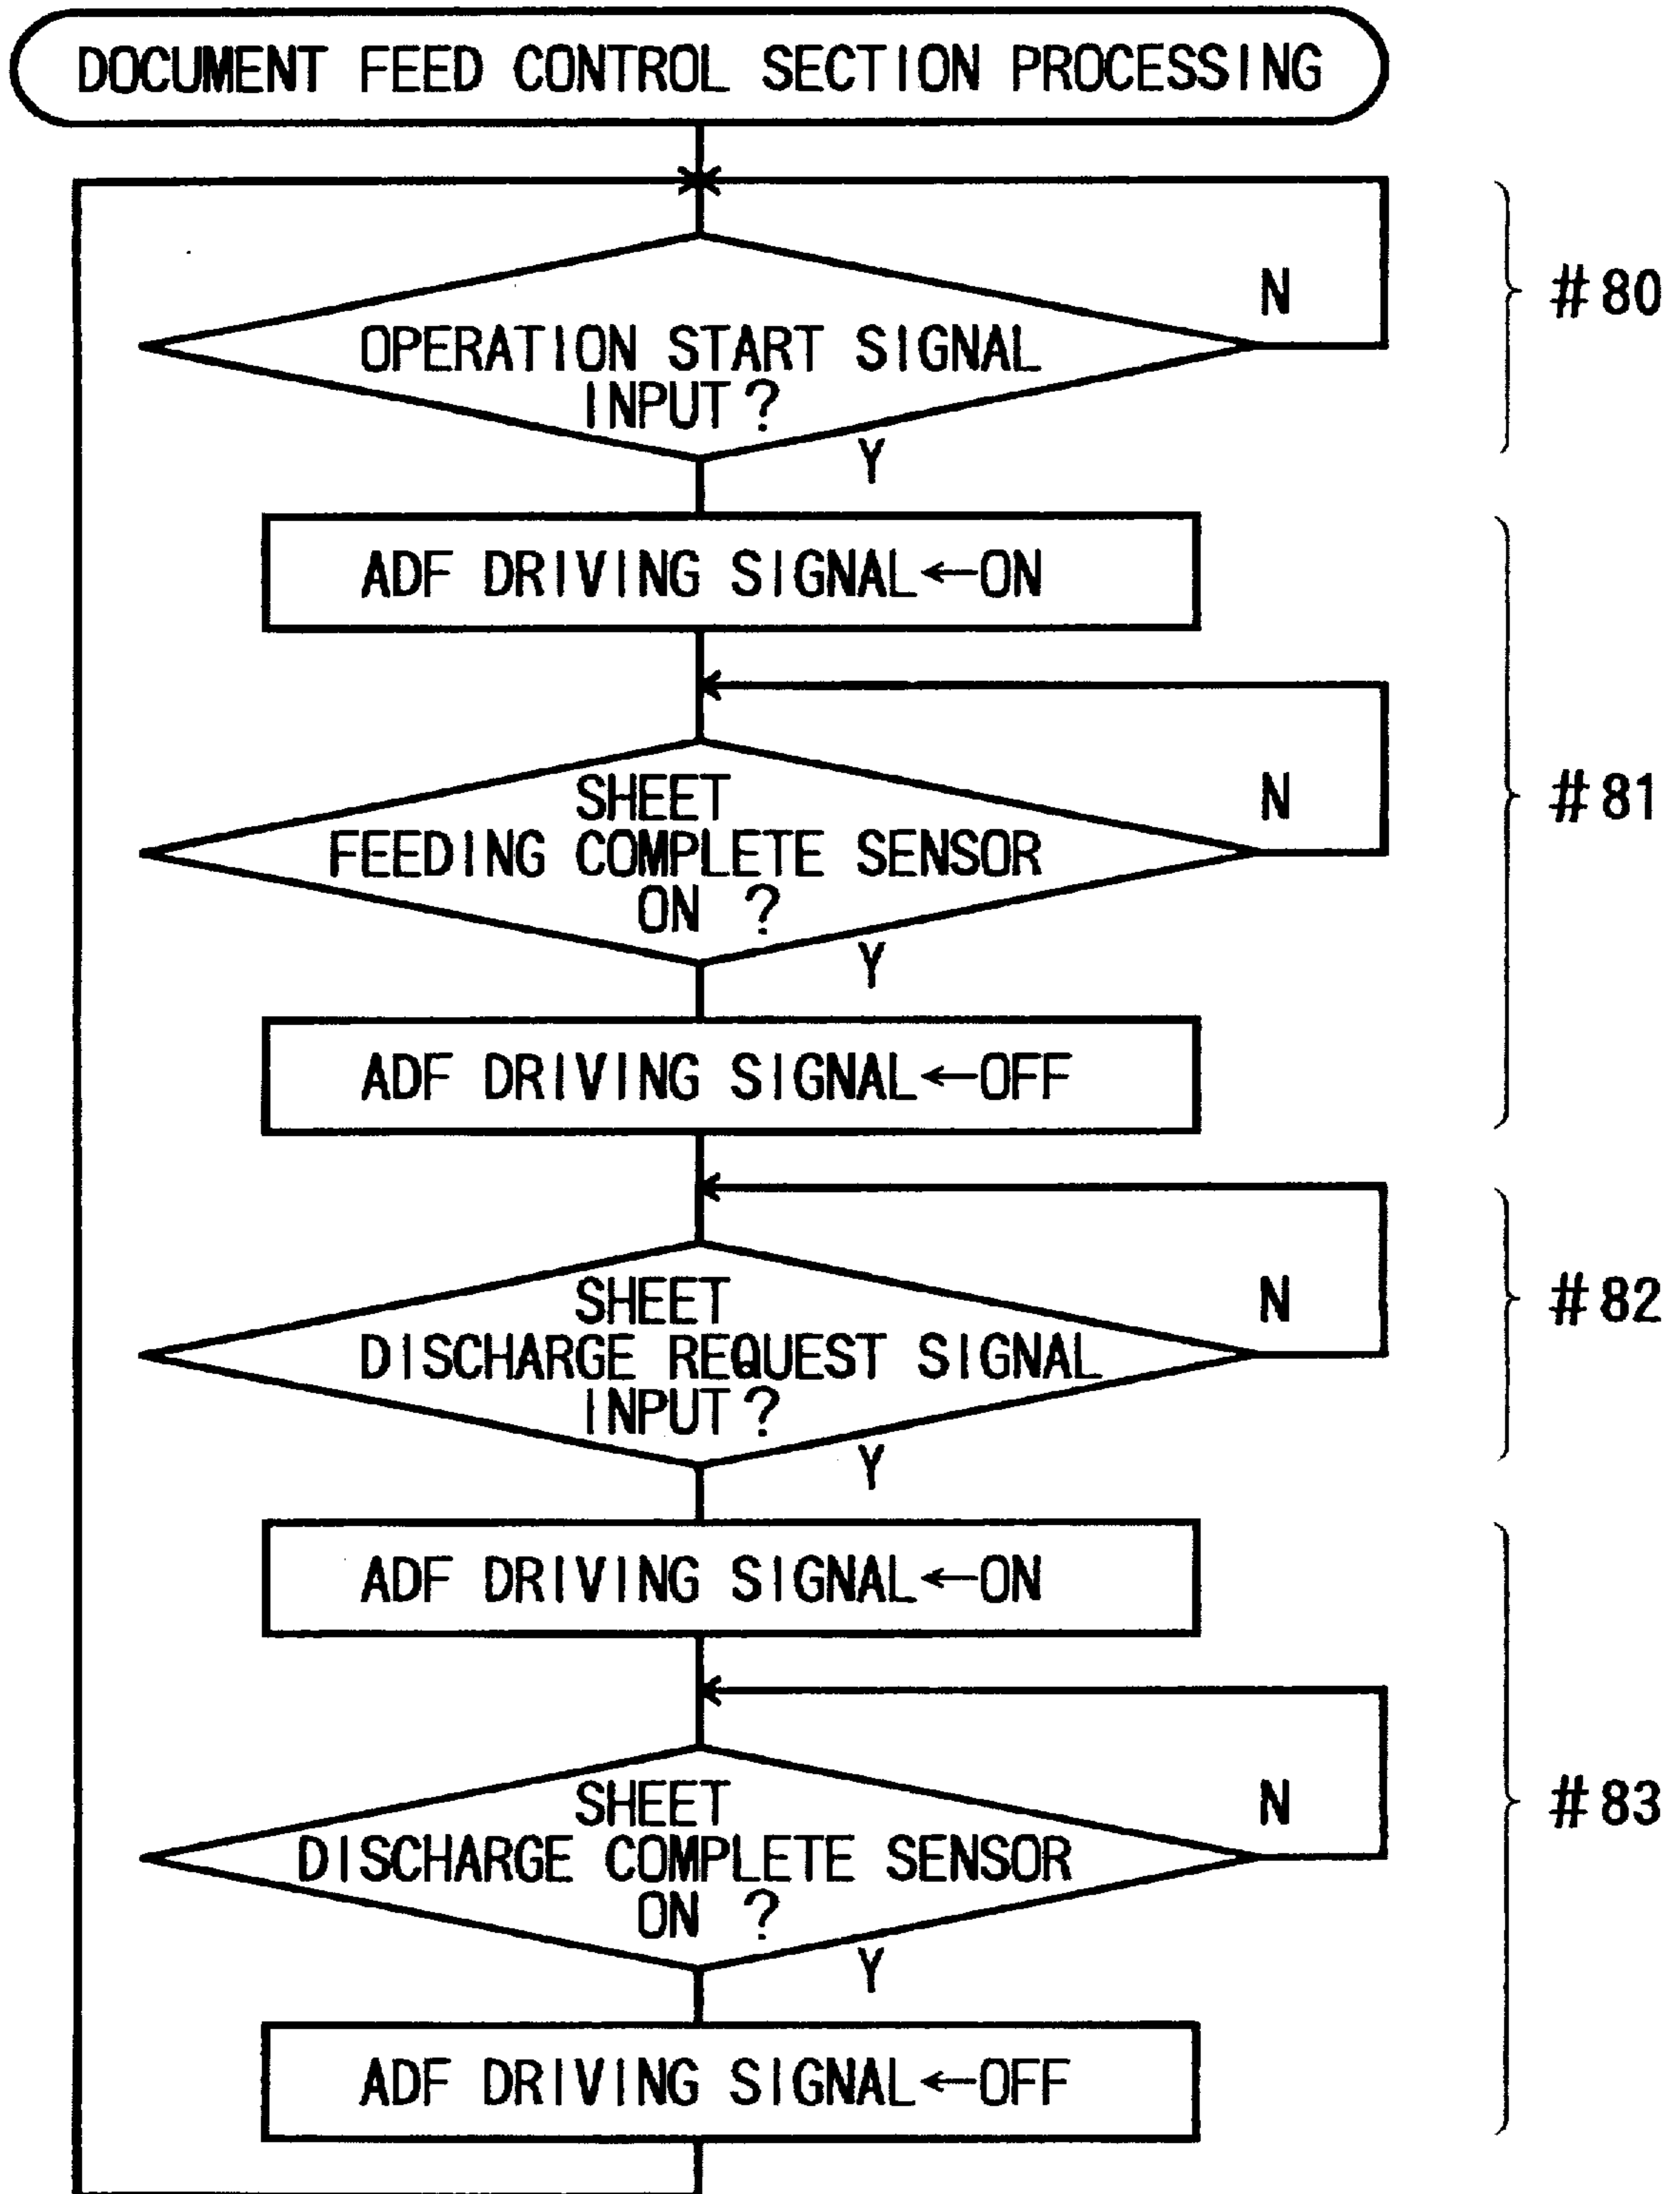 DOCUMENT FEED CONTROL SECTION PROCESSING
N
#80
OPERATION START SIGNAL
INPUT?
Y
ADF DRIVING SIGNAL←ON
SHEET
N
#81
FEEDING COMPLETE SENSOR
ON ?
Y
ADF DRIVING SIGNAL←OFF
SHEET
N
#82
DISCHARGE REQUEST SIGNAL
INPUT?
Y
ADF DRIVING SIGNAL←ON
SHEET
N
#83
DISCHARGE COMPLETE SENSOR
ON ?
Y
ADF DRIVING SIGNAL←OFF